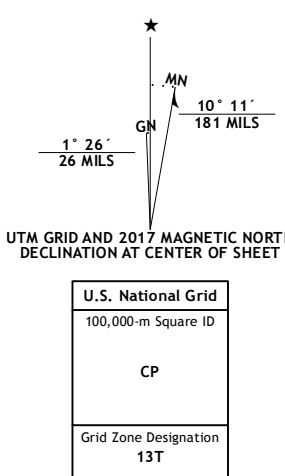 ★
MN
GN
10° 11´
181 MILS
1° 26´
26 MILS
UTM GRID AND 2017 MAGNETIC NORT
DECLINATION AT CENTER OF SHEET
U.S. National Grid
100,000-m Square ID
CP
Grid Zone Designation
13T